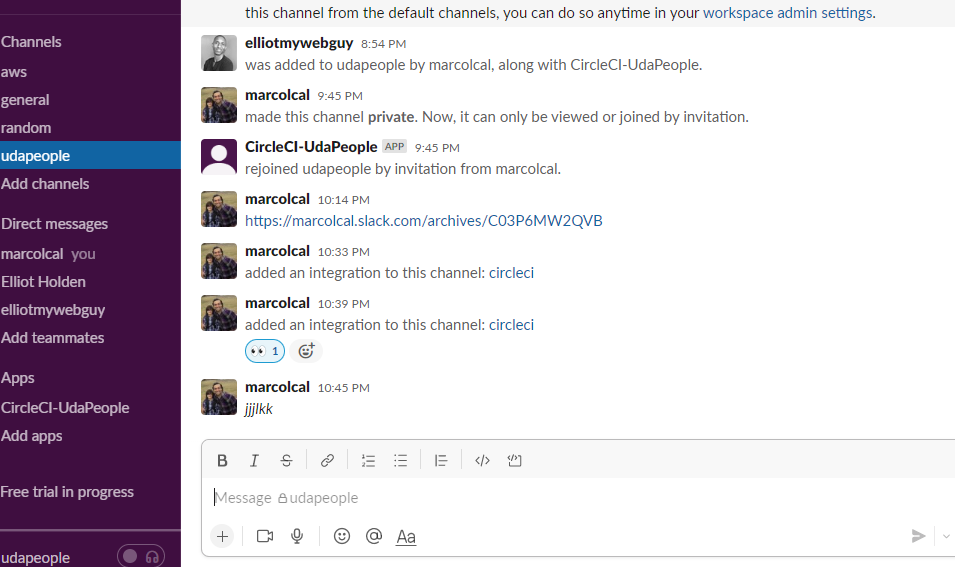 this channel from the default channels, you can do so anytime in your workspace admin settings.
Channels
aws
general
random
udapeople
Add channels
Direct messages
marcolcal you
Elliot Holden
elliotmywebguy
Add teammates
Apps
CircleCI-UdaPeople
Add apps
Free trial in progress
udapeople
elliotmywebguy 8:54 PM
was added to udapeople by marcolcal, along with CircleCI-UdaPeople.
marcolcal 9:45 PM
made this channel private. Now, it can only be viewed or joined by invitation.
CircleCI-UdaPeople APP 9:45 PM
rejoined udapeople by invitation from marcolcal.
marcolcal 10:14 PM
https://marcolcal.slack.com/archives/C03P6MW2QVB
marcolcal 10:33 PM
added an integration to this channel: circleci
marcolcal 10:39 PM
added an integration to this channel: circleci
1
marcolcal 10:45 PM
jjjlkk
B I S
Message udapeople
Aa